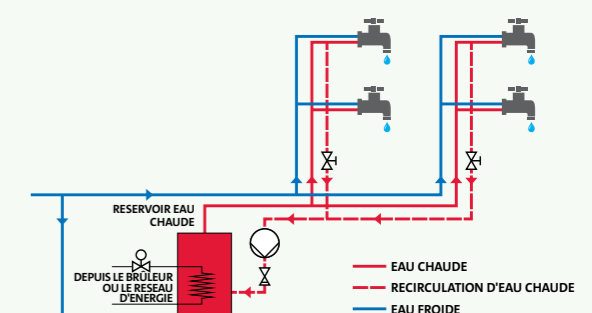 RESERVOIR EAU
CHAUDE
DEPUIS LE BRÛLEUR
OU LE RESEAU
D'ENERGIE
EAU CHAUDE
RECIRCULATION D'EAU CHAUDE
EAU FROIDE